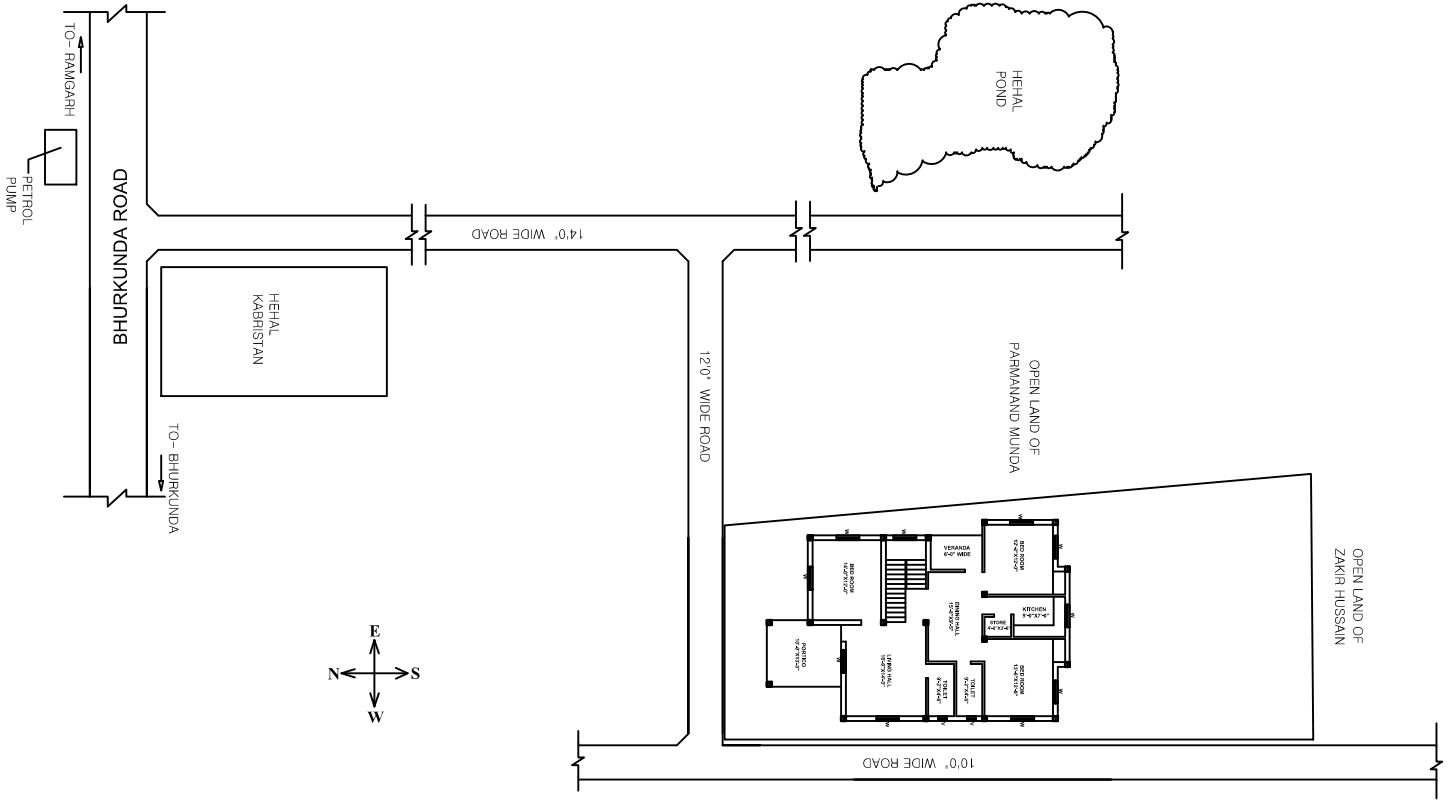 TO- RAMGARH
PETROL
PUMP
BHURKUNDA ROAD
TO- BHURKUNDA
HEHAL
KABRISTAN
14'0" WIDE ROAD
HEHAL
POND
12'0" WIDE ROAD
OPEN LAND OF
PARMANAND MUNDA
OPEN LAND OF
ZAKIR HUSSAIN
10'0" WIDE ROAD
N
E
S
W
BED ROOM
VERANDA
6'-0" WIDE
BED ROOM
DINING HALL
KITCHEN
STORE
PORTICO
LIVING HALL
TOILET
TOILET
BED ROOM
W
W
W
W
W
W
W
W
W
W
V
V